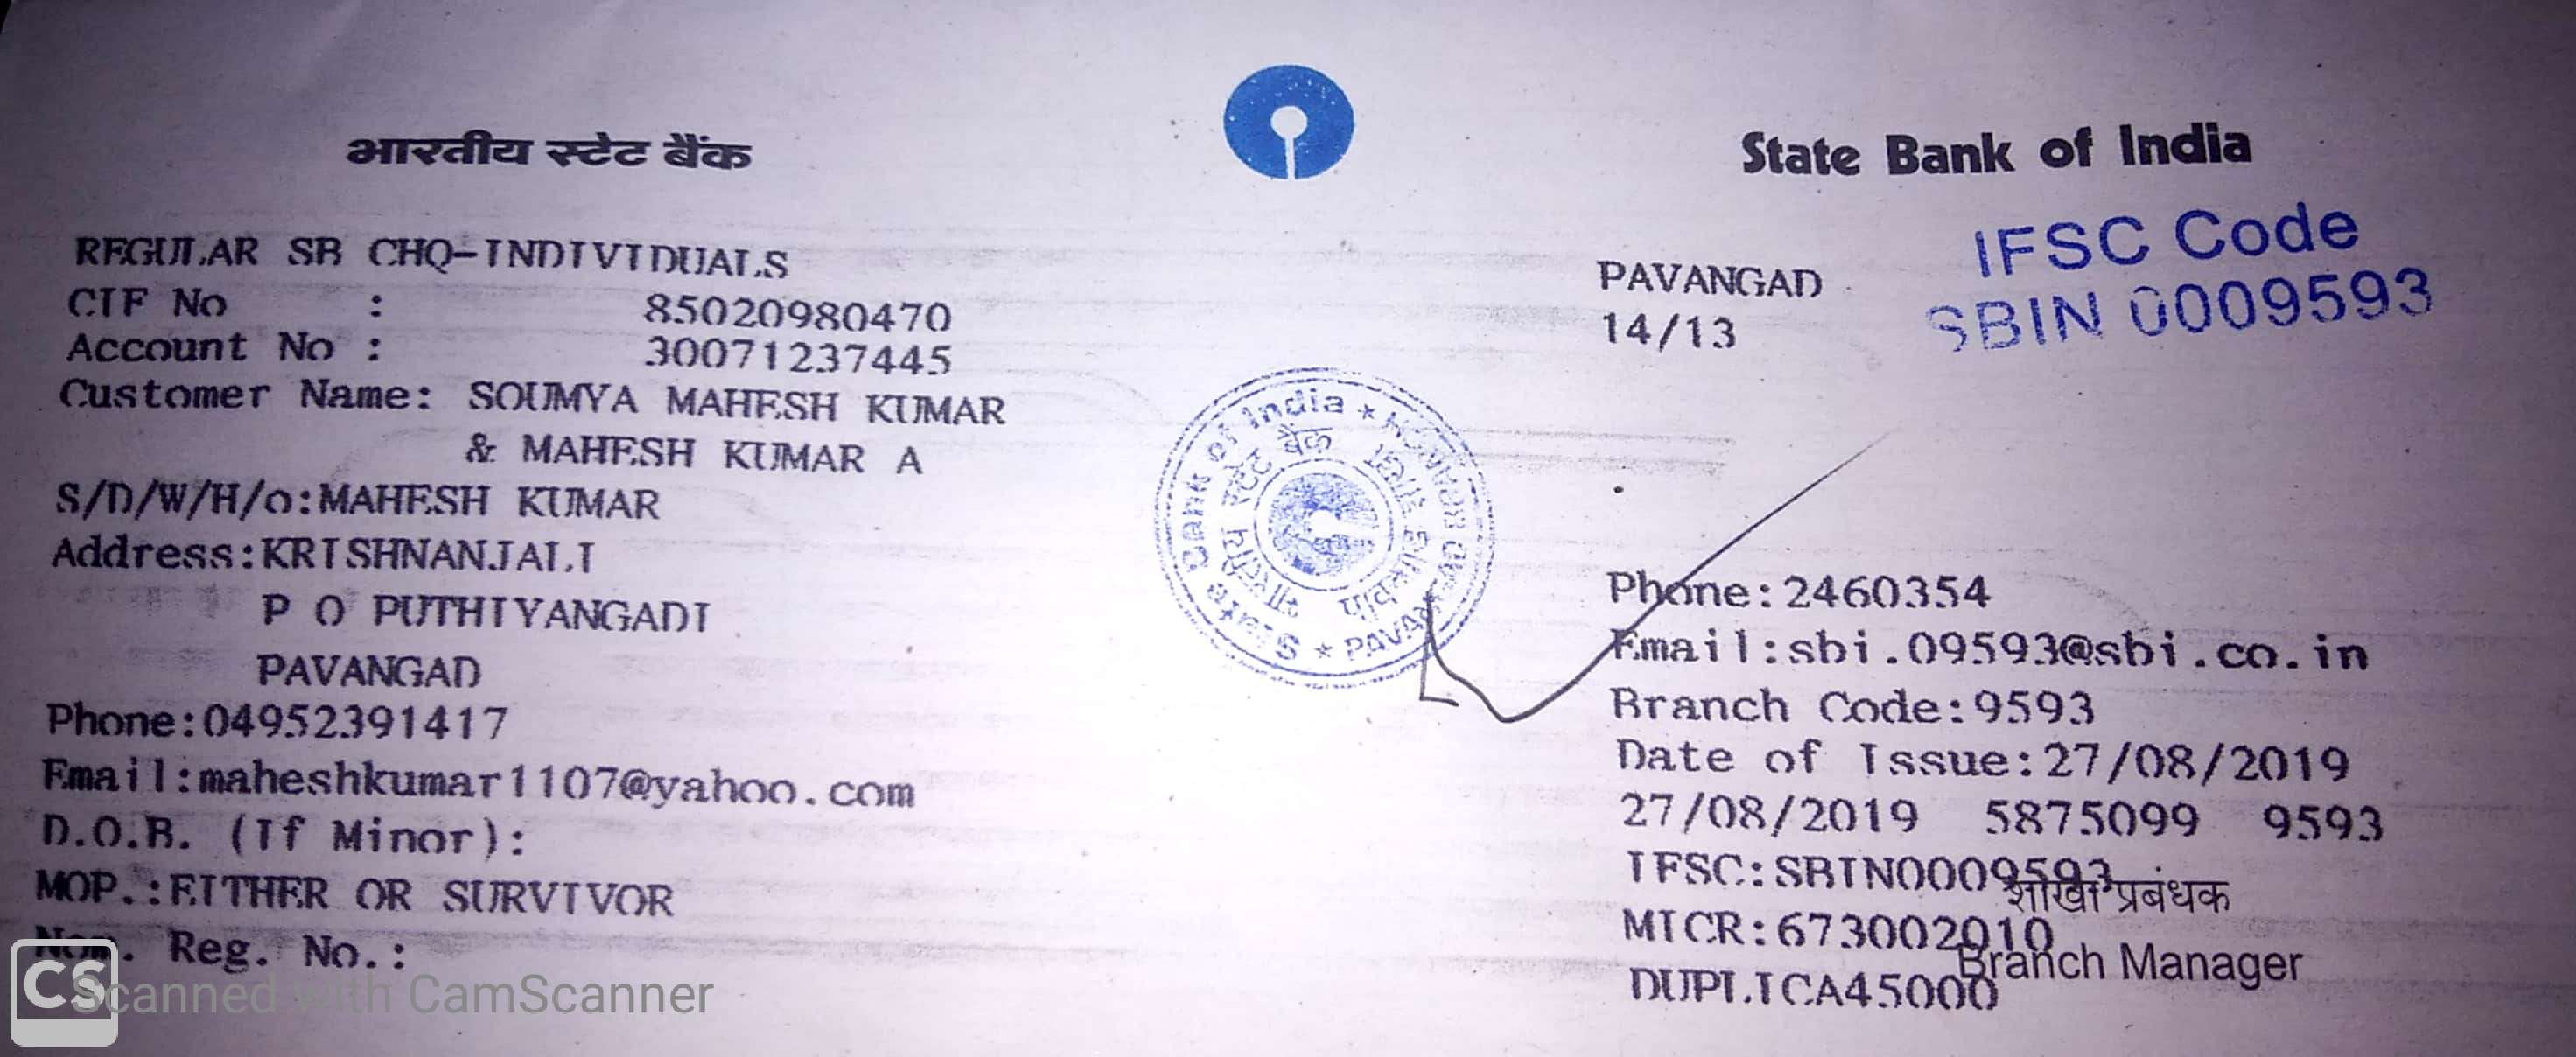 भारतीय स्टेट बैंक
State Bank of India
IFSC Code
SBIN 0009593
REGULAR SB CHQ-INDIVIDUALS
CIF No : 85020980470
Account No : 30071237445
Customer Name: SOUMYA MAHESH KUMAR
& MAHESH KUMAR A
S/D/W/H/o:MAHESH KUMAR
Address:KRISHNANJALI
P O PUTHIYANGADI
PAVANGAD
Phone:04952391417
Email:maheshkumar1107@yahoo.com
D.O.B. (If Minor):
MOP.:EITHER OR SURVIVOR
Nom. Reg. No.:
PAVANGAD
14/13
State Bank of India
भारतीय स्टेट बैंक
Phone:2460354
Email:sbi.09593@sbi.co.in
Branch Code:9593
Date of Issue:27/08/2019
27/08/2019 5875099 9593
IFSC:SBIN0009593
शाखा प्रबंधक
MICR:673002010
Branch Manager
DUPLICA45000
CS Scanned with CamScanner